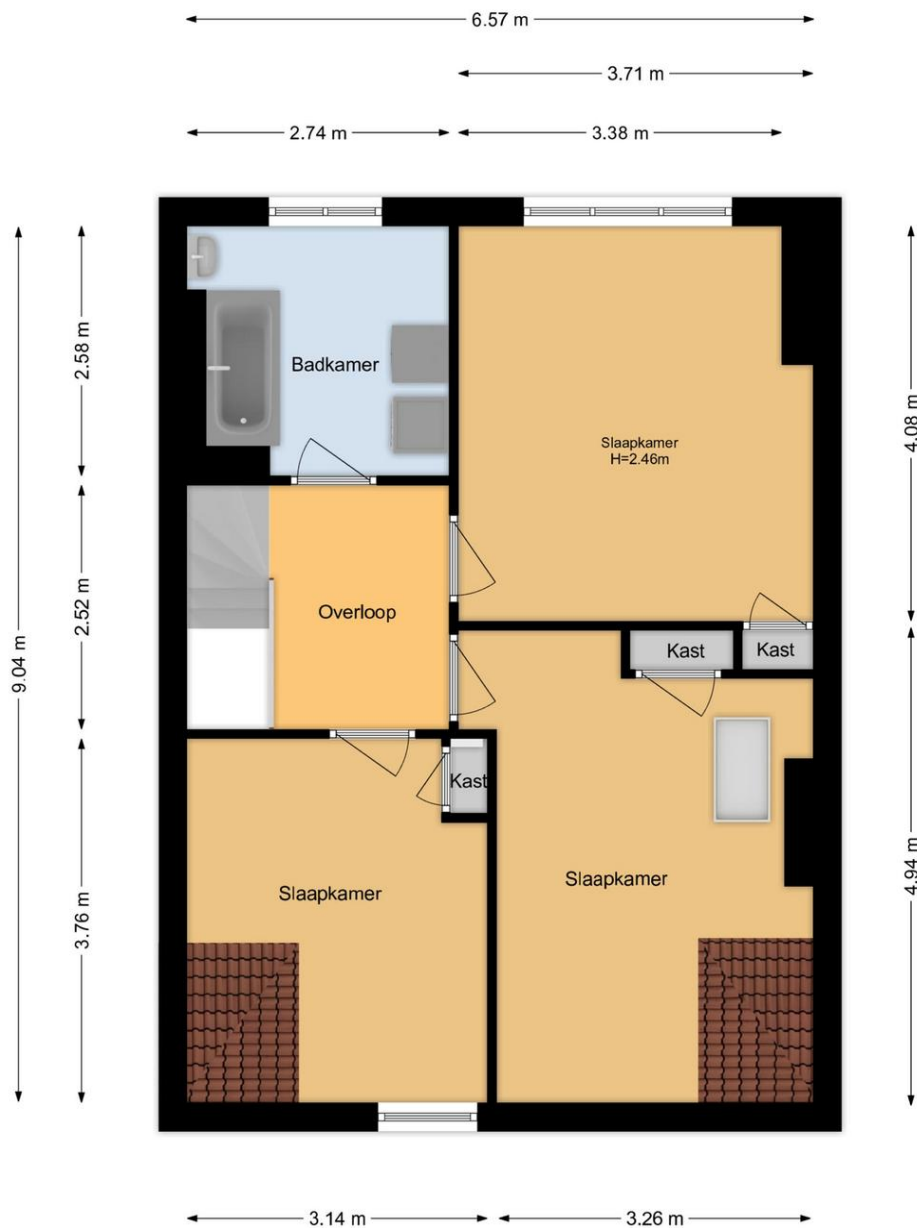 6.57 m
3.71 m
2.74 m
3.38 m
2.58 m
Badkamer
4.08 m
Slaapkamer
H=2.46m
9.04 m
2.52 m
Overloop
Kast
Kast
Kast
3.76 m
Slaapkamer
Slaapkamer
4.94 m
3.14 m
3.26 m